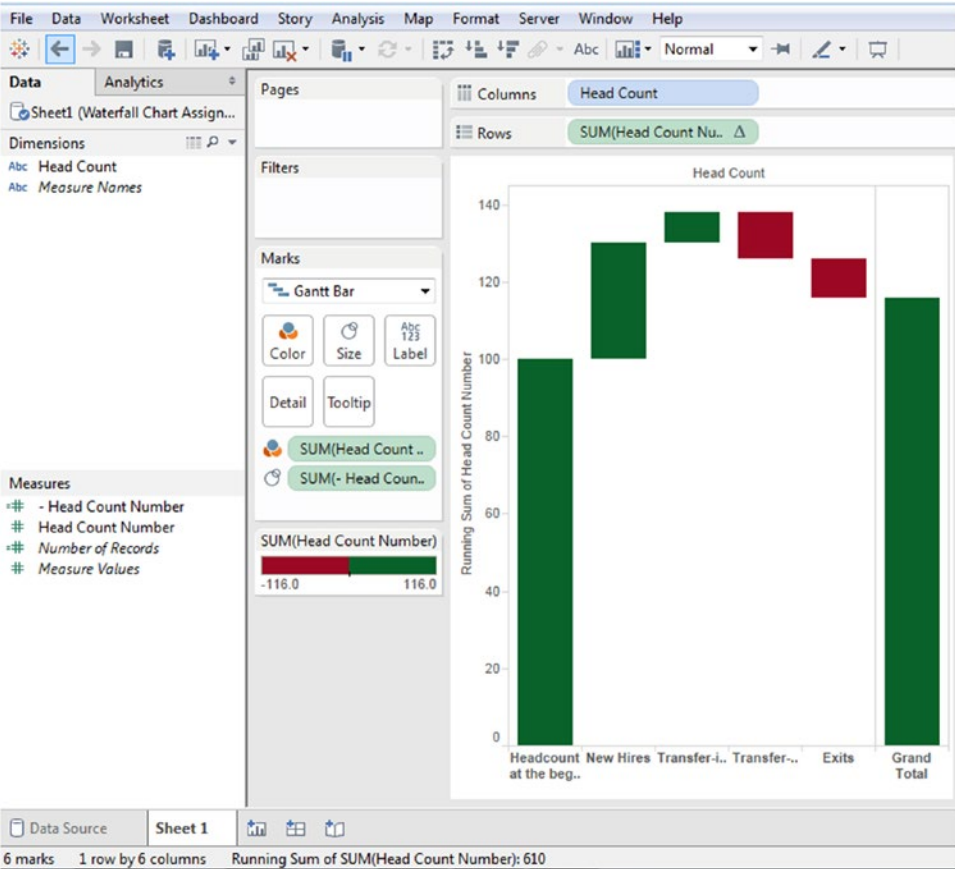 File Data Worksheet Dashboard Story Analysis Map Format Server Window Help
Abc Normal
Data Analytics
Sheet1 (Waterfall Chart Assign...
Dimensions
Abc Head Count
Abc Measure Names
Measures
- Head Count Number
Head Count Number
Number of Records
Measure Values
Pages
Filters
Marks
Gantt Bar
Color Size Abc 123 Label
Detail Tooltip
SUM(Head Count ..
SUM(- Head Coun..
SUM(Head Count Number)
-116.0 116.0
Columns Head Count
Rows SUM(Head Count Nu.. Δ
Head Count
140
120
100
80
60
40
20
0
Running Sum of Head Count Number
Headcount New Hires Transfer-i.. Transfer-... Exits Grand
at the beg.. Total
Data Source Sheet 1
6 marks 1 row by 6 columns Running Sum of SUM(Head Count Number): 610